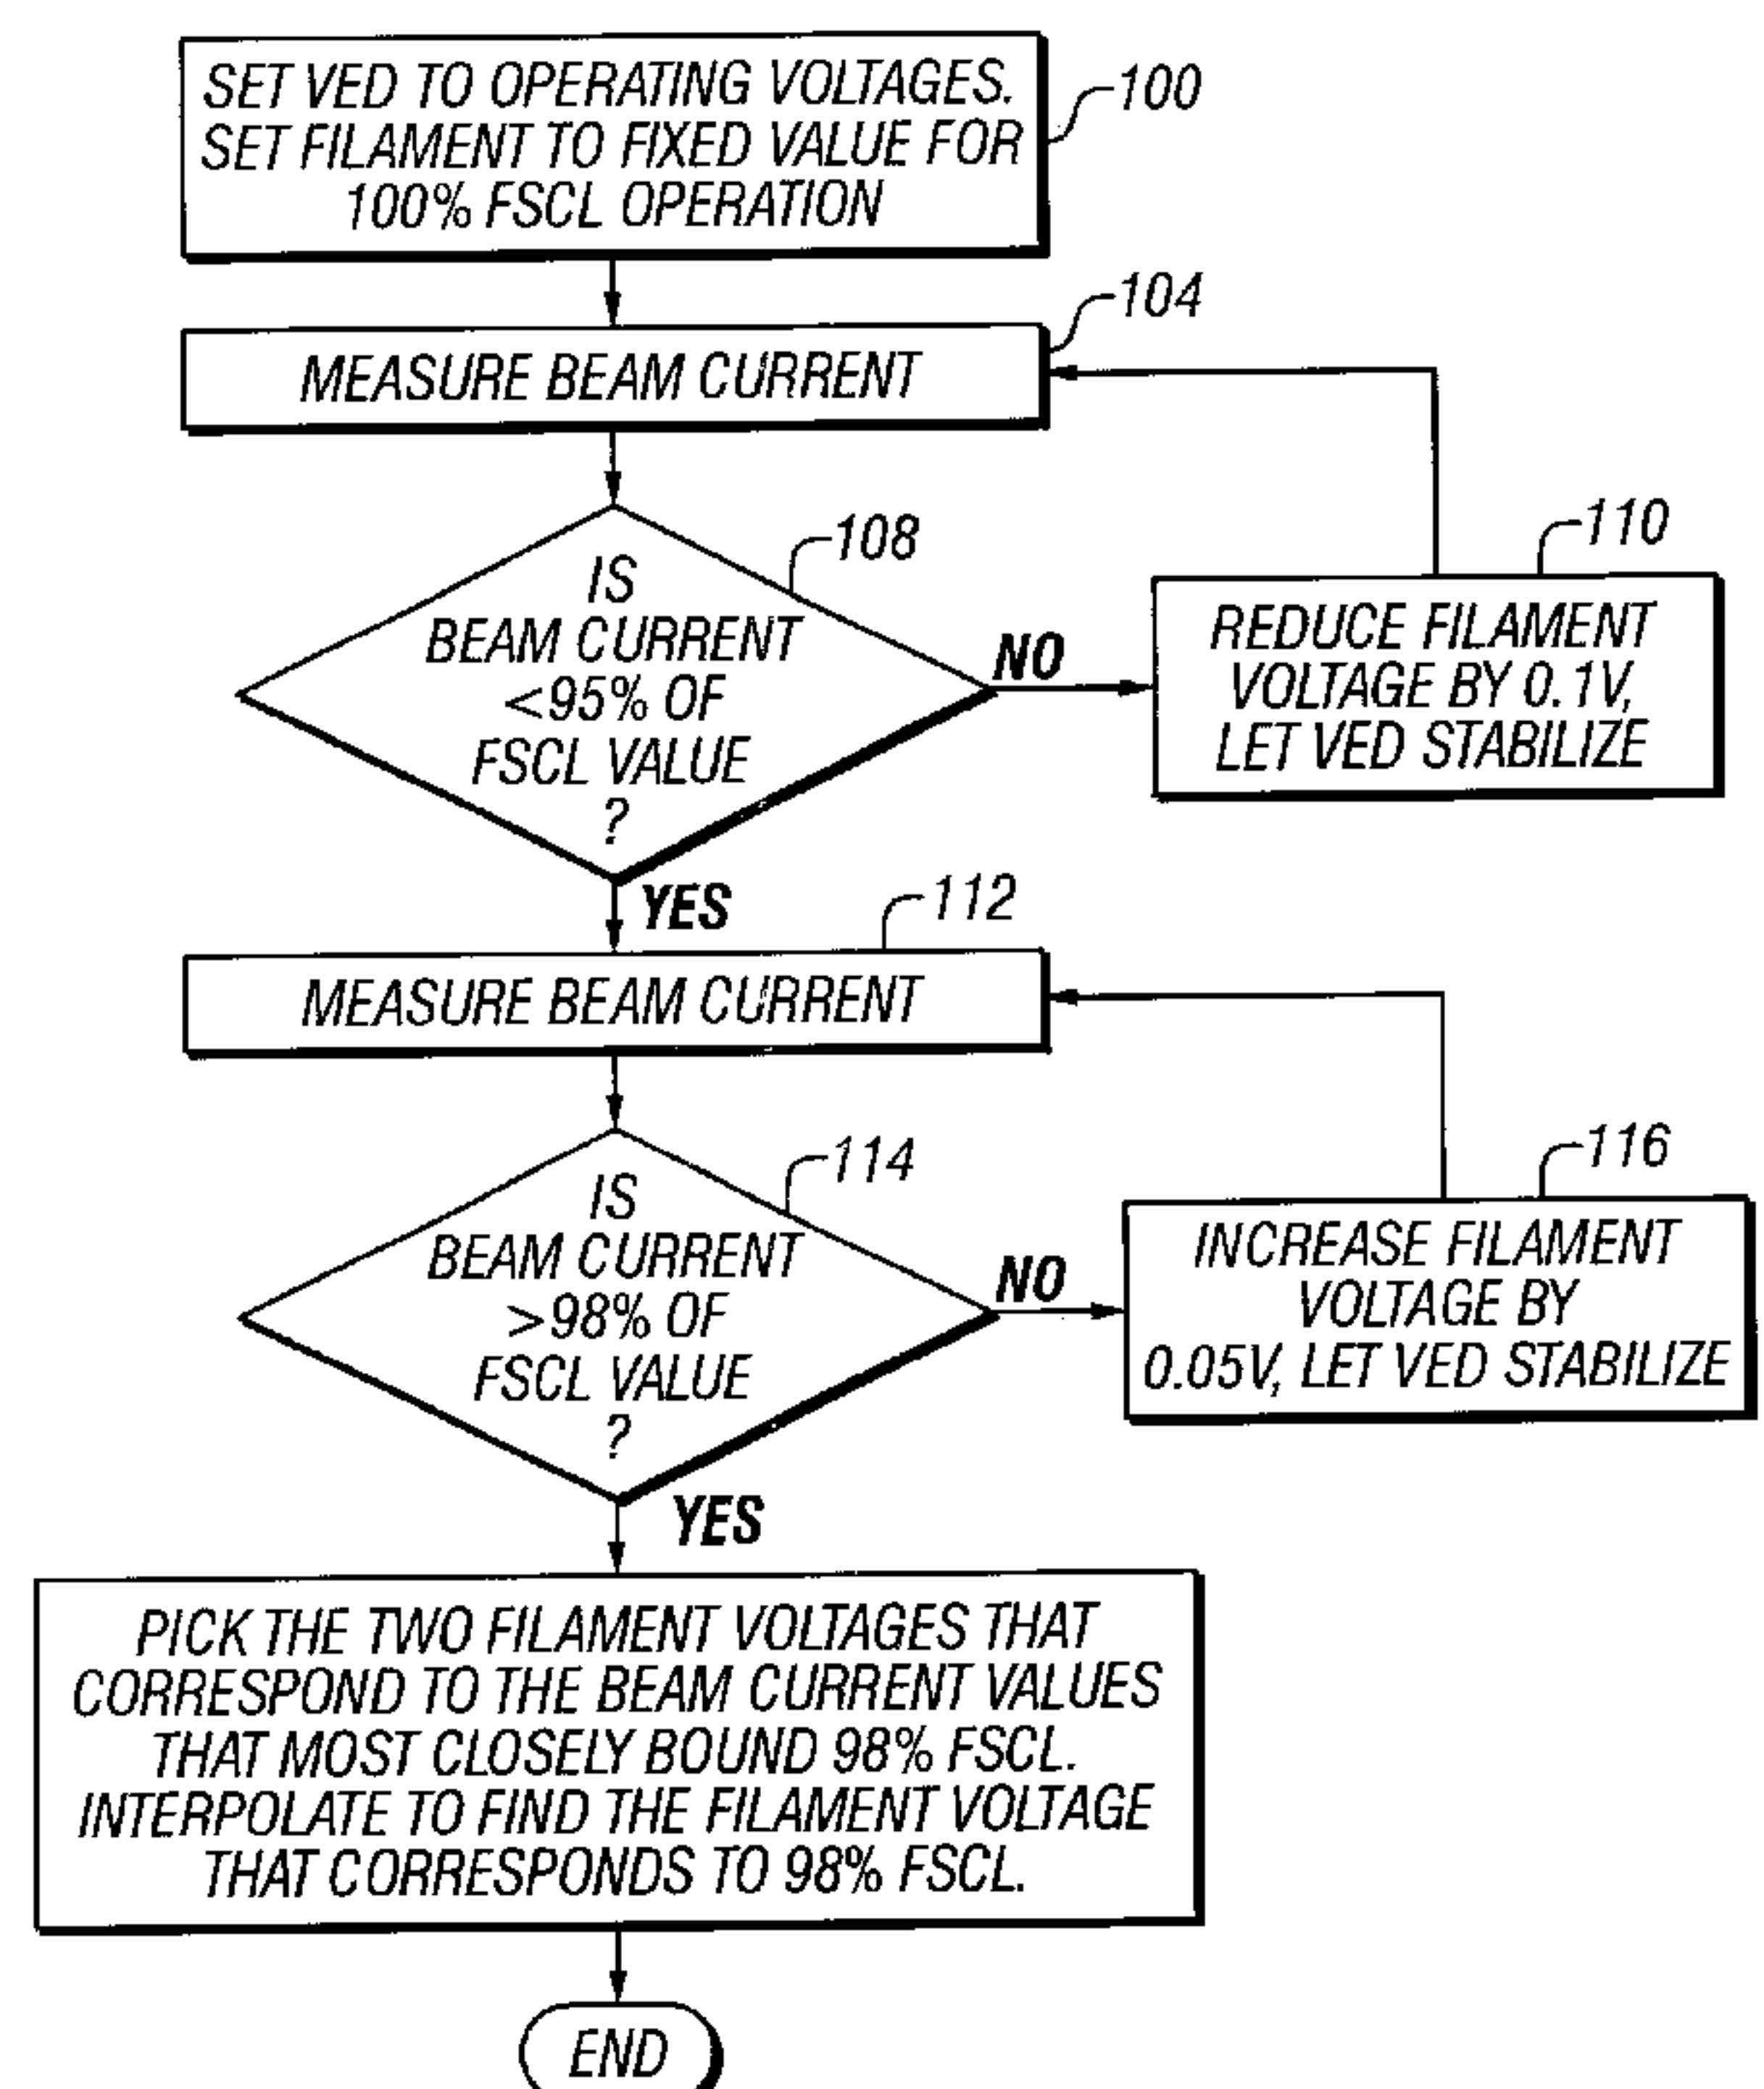 SET VED TO OPERATING VOLTAGES.
SET FILAMENT TO FIXED VALUE FOR
100% FSCL OPERATION
100
104
MEASURE BEAM CURRENT
108
IS
BEAM CURRENT
<95% OF
FSCL VALUE
?
NO
110
REDUCE FILAMENT
VOLTAGE BY 0.1V,
LET VED STABILIZE
YES
112
MEASURE BEAM CURRENT
114
IS
BEAM CURRENT
>98% OF
FSCL VALUE
?
NO
116
INCREASE FILAMENT
VOLTAGE BY
0.05V, LET VED STABILIZE
YES
PICK THE TWO FILAMENT VOLTAGES THAT
CORRESPOND TO THE BEAM CURRENT VALUES
THAT MOST CLOSELY BOUND 98% FSCL.
INTERPOLATE TO FIND THE FILAMENT VOLTAGE
THAT CORRESPONDS TO 98% FSCL.
END